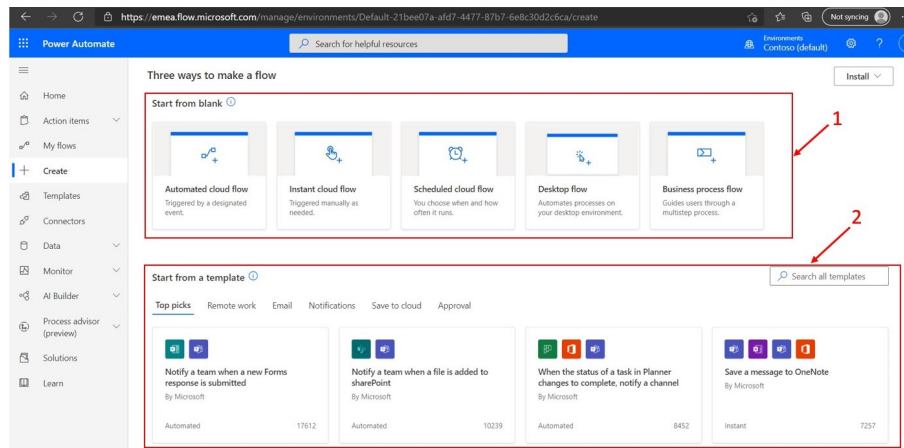 https://emea.flow.microsoft.com/manage/environments/Default-21bee07a-afd7-4477-87b7-6e8c30d2c6ca/create
Not syncing
Power Automate
Search for helpful resources
Environments
Contoso (default)
?
Three ways to make a flow
Install
Home
Action items
My flows
Create
Templates
Connectors
Data
Monitor
AI Builder
Process advisor
(preview)
Solutions
Learn
Start from blank
1
Automated cloud flow
Triggered by a designated
event.
Instant cloud flow
Triggered manually as
needed.
Scheduled cloud flow
You choose when and how
often it runs.
Desktop flow
Automates processes on
your desktop environment.
Business process flow
Guides users through a
multistep process.
2
Start from a template
Search all templates
Top picks Remote work Email Notifications Save to cloud Approval
Notify a team when a new Forms
response is submitted
By Microsoft
Automated 17612
Notify a team when a file is added to
sharePoint
By Microsoft
Automated 10239
When the status of a task in Planner
changes to complete, notify a channel
By Microsoft
Automated 8452
Save a message to OneNote
By Microsoft
Instant 7257